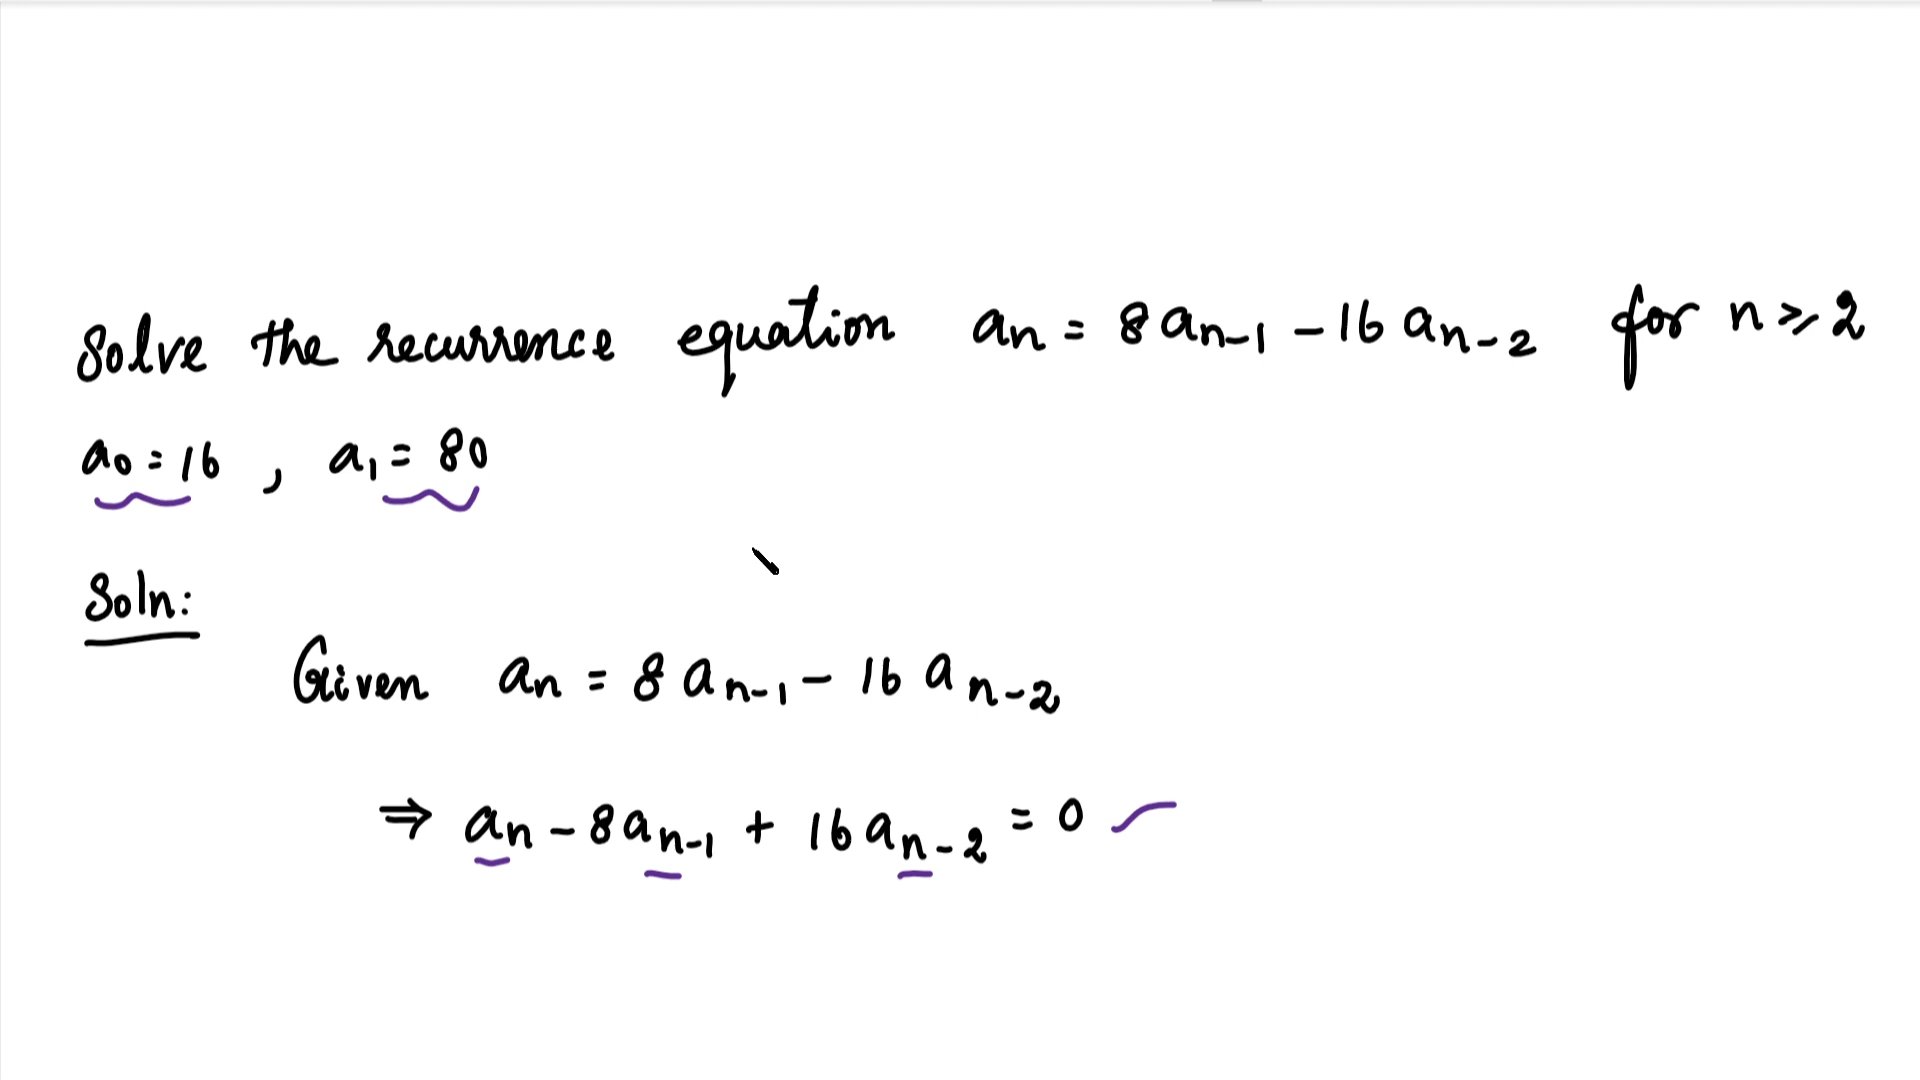 Solve the recurrence equation aₙ = 8aₙ₋₁ - 16aₙ₋₂ for n ⩾ 2
a₀ = 16 , a₁ = 80
Soln:
Given aₙ = 8aₙ₋₁ - 16aₙ₋₂
⇒ aₙ - 8aₙ₋₁ + 16aₙ₋₂ = 0